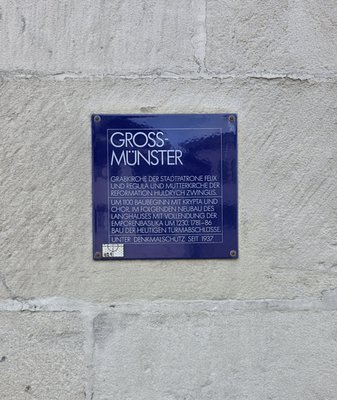 GROSS-
MÜNSTER
GRABKIRCHE DER STADTPATRONE FELIX
UND REGULA UND MUTTERKIRCHE DER
REFORMATION HULDRYCH ZWINGLIS.
UM 1100 BAUBEGINN MIT KRYPTA UND
CHOR, IM FOLGENDEN NEUBAU DES
LANGHAUSES MIT VOLLENDUNG DER
EMPORENBASILIKA UM 1230. 1781-86
BAU DER HEUTIGEN TURMABSCHLÜSSE.
UNTER DENKMALSCHUTZ SEIT 1937